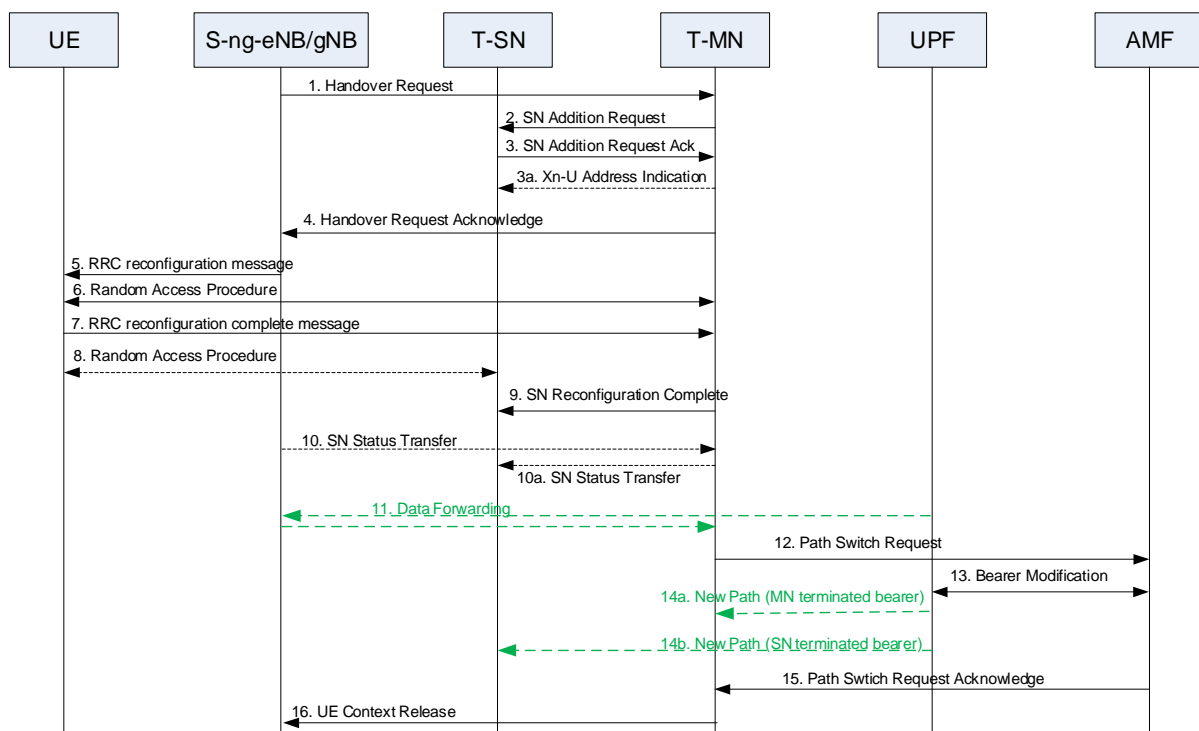 UE
S-ng-eNB/gNB
T-SN
T-MN
UPF
AMF
1. Handover Request
2. SN Addition Request
3. SN Addition Request Ack
3a. Xn-U Address Indication
4. Handover Request Acknowledge
5. RRC reconfiguration message
6. Random Access Procedure
7. RRC reconfiguration complete message
8. Random Access Procedure
9. SN Reconfiguration Complete
10. SN Status Transfer
10a. SN Status Transfer
11. Data Forwarding
12. Path Switch Request
13. Bearer Modification
14a. New Path (MN terminated bearer)
14b. New Path (SN terminated bearer)
15. Path Swtich Request Acknowledge
16. UE Context Release